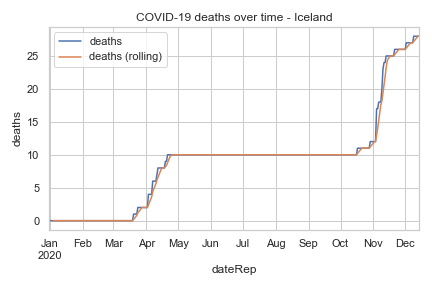 COVID-19 deaths over time - Iceland
deaths
deaths (rolling)
deaths
25
20
15
10
5
0
Jan Feb Mar Apr May Jun Jul Aug Sep Oct Nov Dec
2020
dateRep